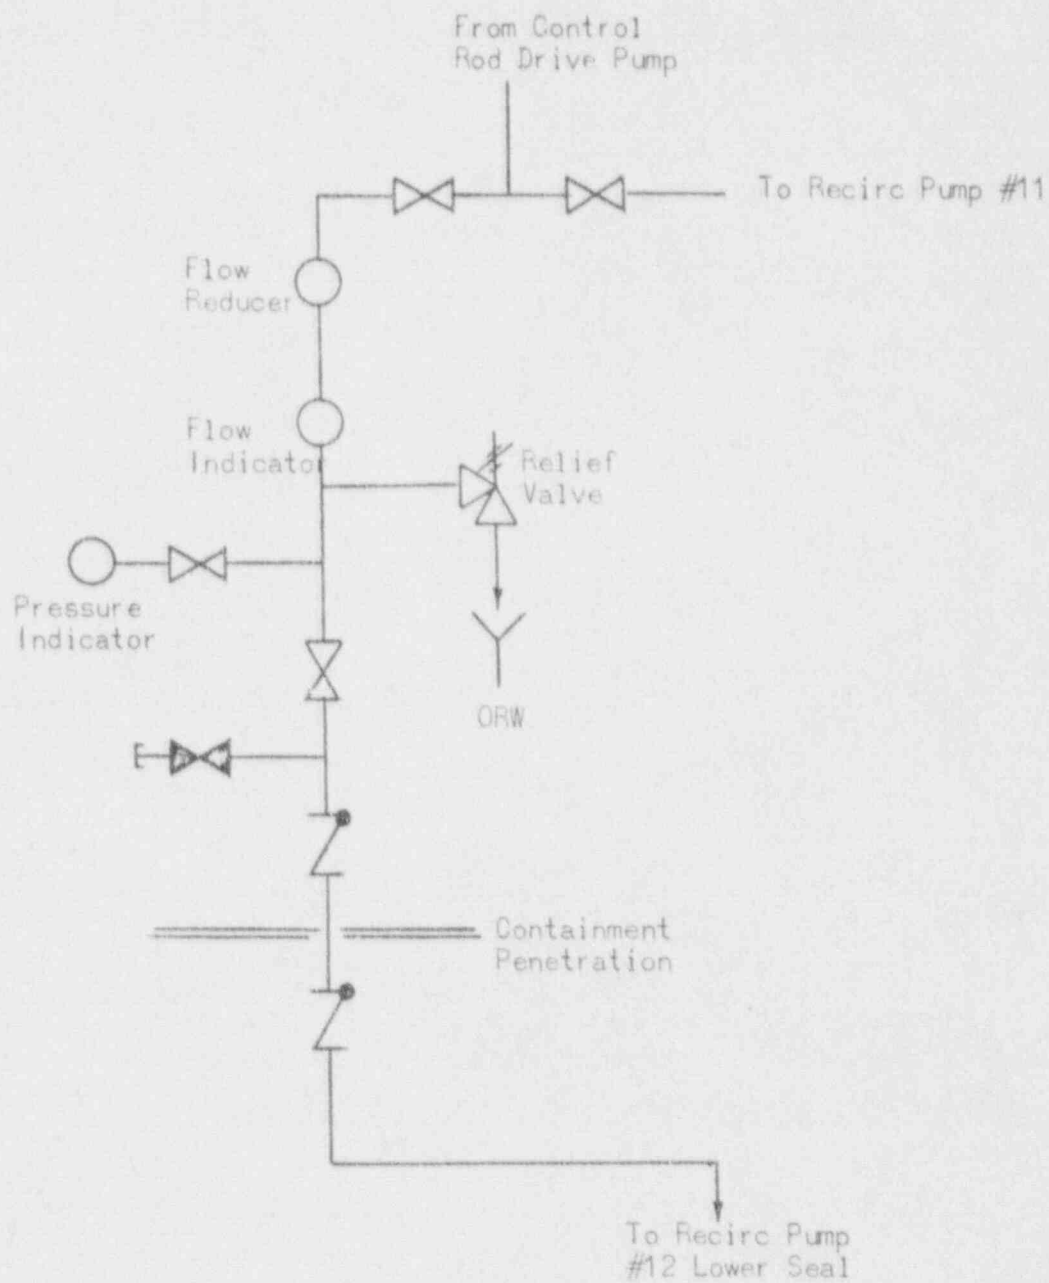 From Control
Rod Drive Pump
To Recirc Pump #11
Flow
Reducer
Flow
Indicator
Relief
Valve
Pressure
Indicator
ORW
Containment
Penetration
To Recirc Pump
#12 Lower Seal